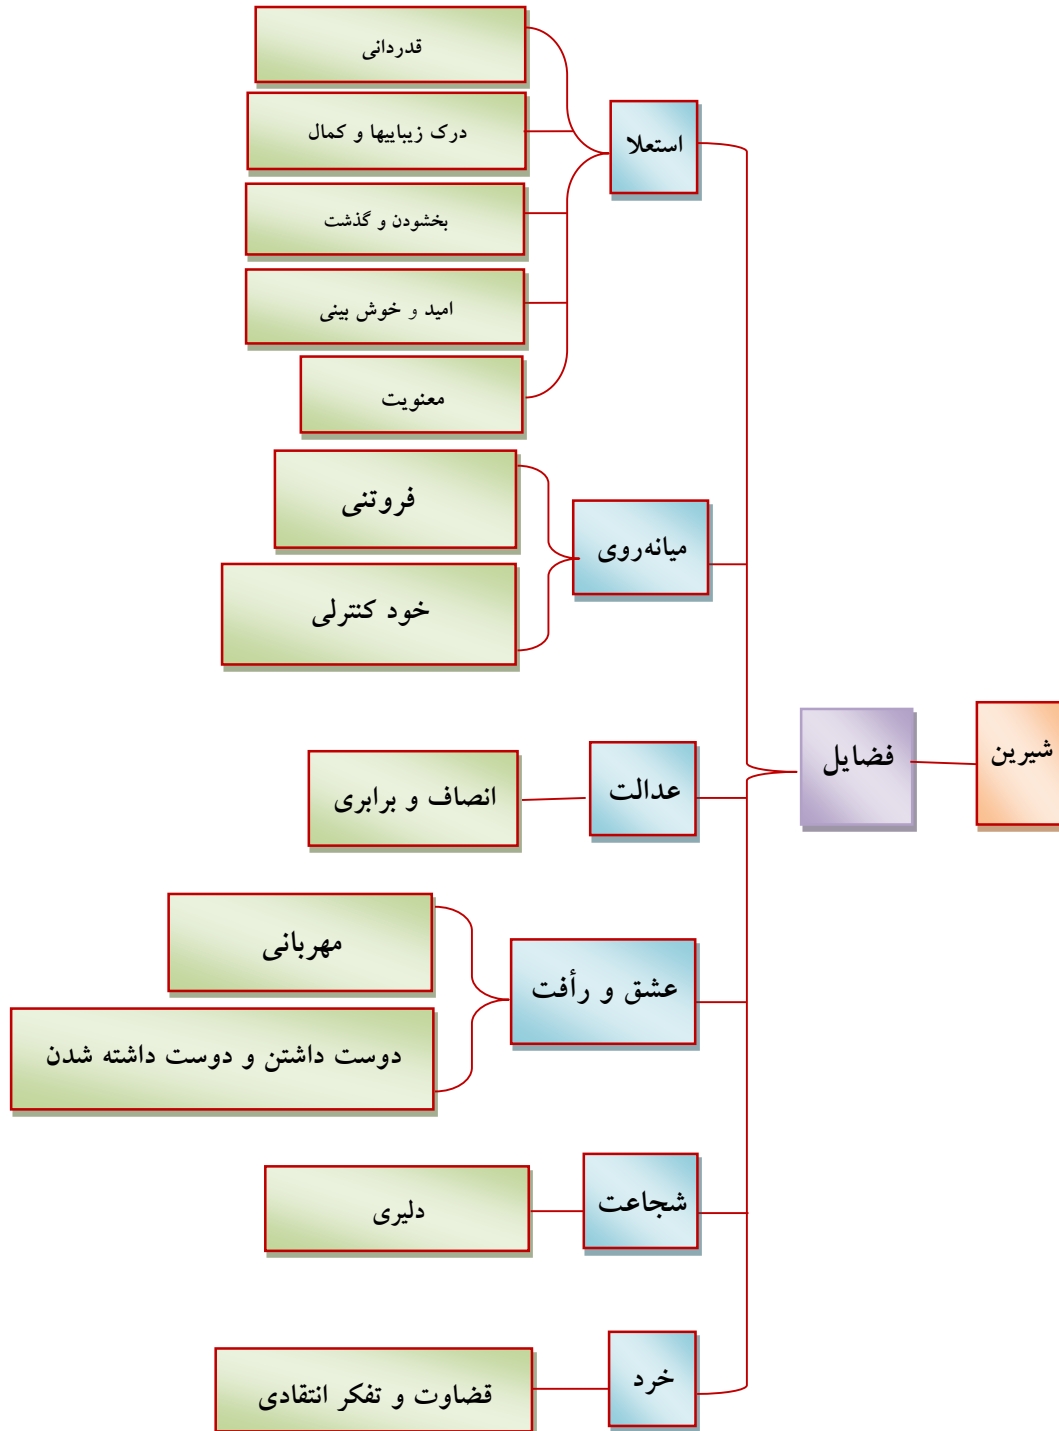 شیرین
فضایل
استعلا
قدردانی
درک زیباییها و کمال
بخشودن و گذشت
امید و خوش بینی
معنویت
میانه‌روی
فروتنی
خود کنترلی
عدالت
انصاف و برابری
عشق و رأفت
مهربانی
دوست داشتن و دوست داشته شدن
شجاعت
دلیری
خرد
قضاوت و تفکر انتقادی